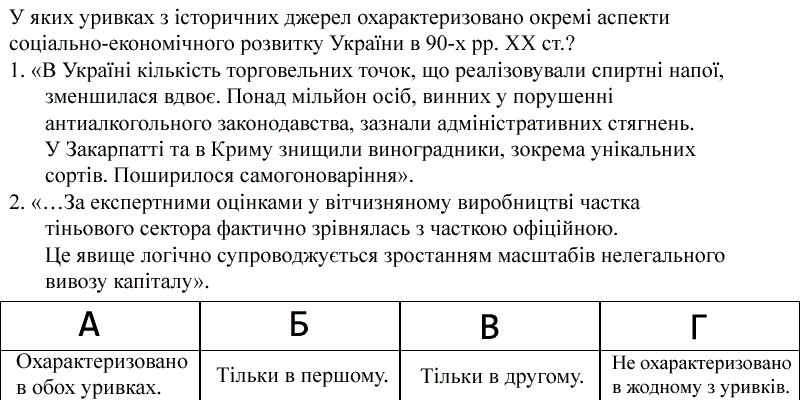 У яких уривках з історичних джерел охарактеризовано окремі аспекти
соціально-економічного розвитку України в 90-х рр. ХХ ст.?
1. «В Україні кількість торговельних точок, що реалізовували спиртні напої,
зменшилася вдвоє. Понад мільйон осіб, винних у порушенні
антиалкогольного законодавства, зазнали адміністративних стягнень.
У Закарпатті та в Криму знищили виноградники, зокрема унікальних
сортів. Поширилося самогоноваріння».
2. «…За експертними оцінками у вітчизняному виробництві частка
тіньового сектора фактично зрівнялась з часткою офіційною.
Це явище логічно супроводжується зростанням масштабів нелегального
вивозу капіталу».
А Б В Г
Охарактеризовано
в обох уривках.
Тільки в першому.
Тільки в другому.
Не охарактеризовано
в жодному з уривків.